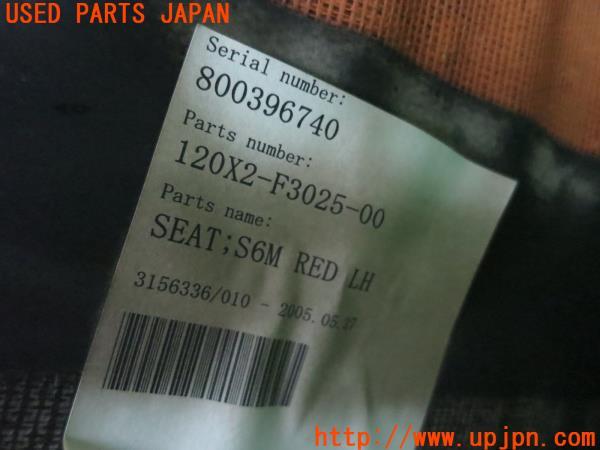 USED PARTS JAPAN
Serial number:
800396740
Parts number:
120X2-F3025-00
Parts name:
SEAT;S6M RED LH
3156336/010 - 2005.05.27
http://www.upjpn.com